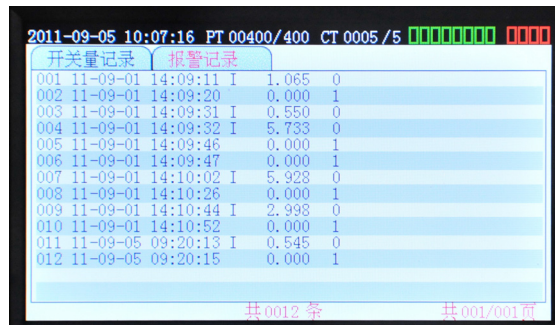 2011-09-05 10:07:16 PT 00400/400 CT 0005/5
开关量记录 报警记录
001 11-09-01 14:09:11 I 1.065 0
002 11-09-01 14:09:20 0.000 1
003 11-09-01 14:09:31 I 0.550 0
004 11-09-01 14:09:32 I 5.733 0
005 11-09-01 14:09:46 0.000 1
006 11-09-01 14:09:47 0.000 1
007 11-09-01 14:10:02 I 5.928 0
008 11-09-01 14:10:26 0.000 1
009 11-09-01 14:10:44 I 2.998 0
010 11-09-01 14:10:52 0.000 1
011 11-09-05 09:20:13 I 0.545 0
012 11-09-05 09:20:15 0.000 1
共0012 条 共001/001页